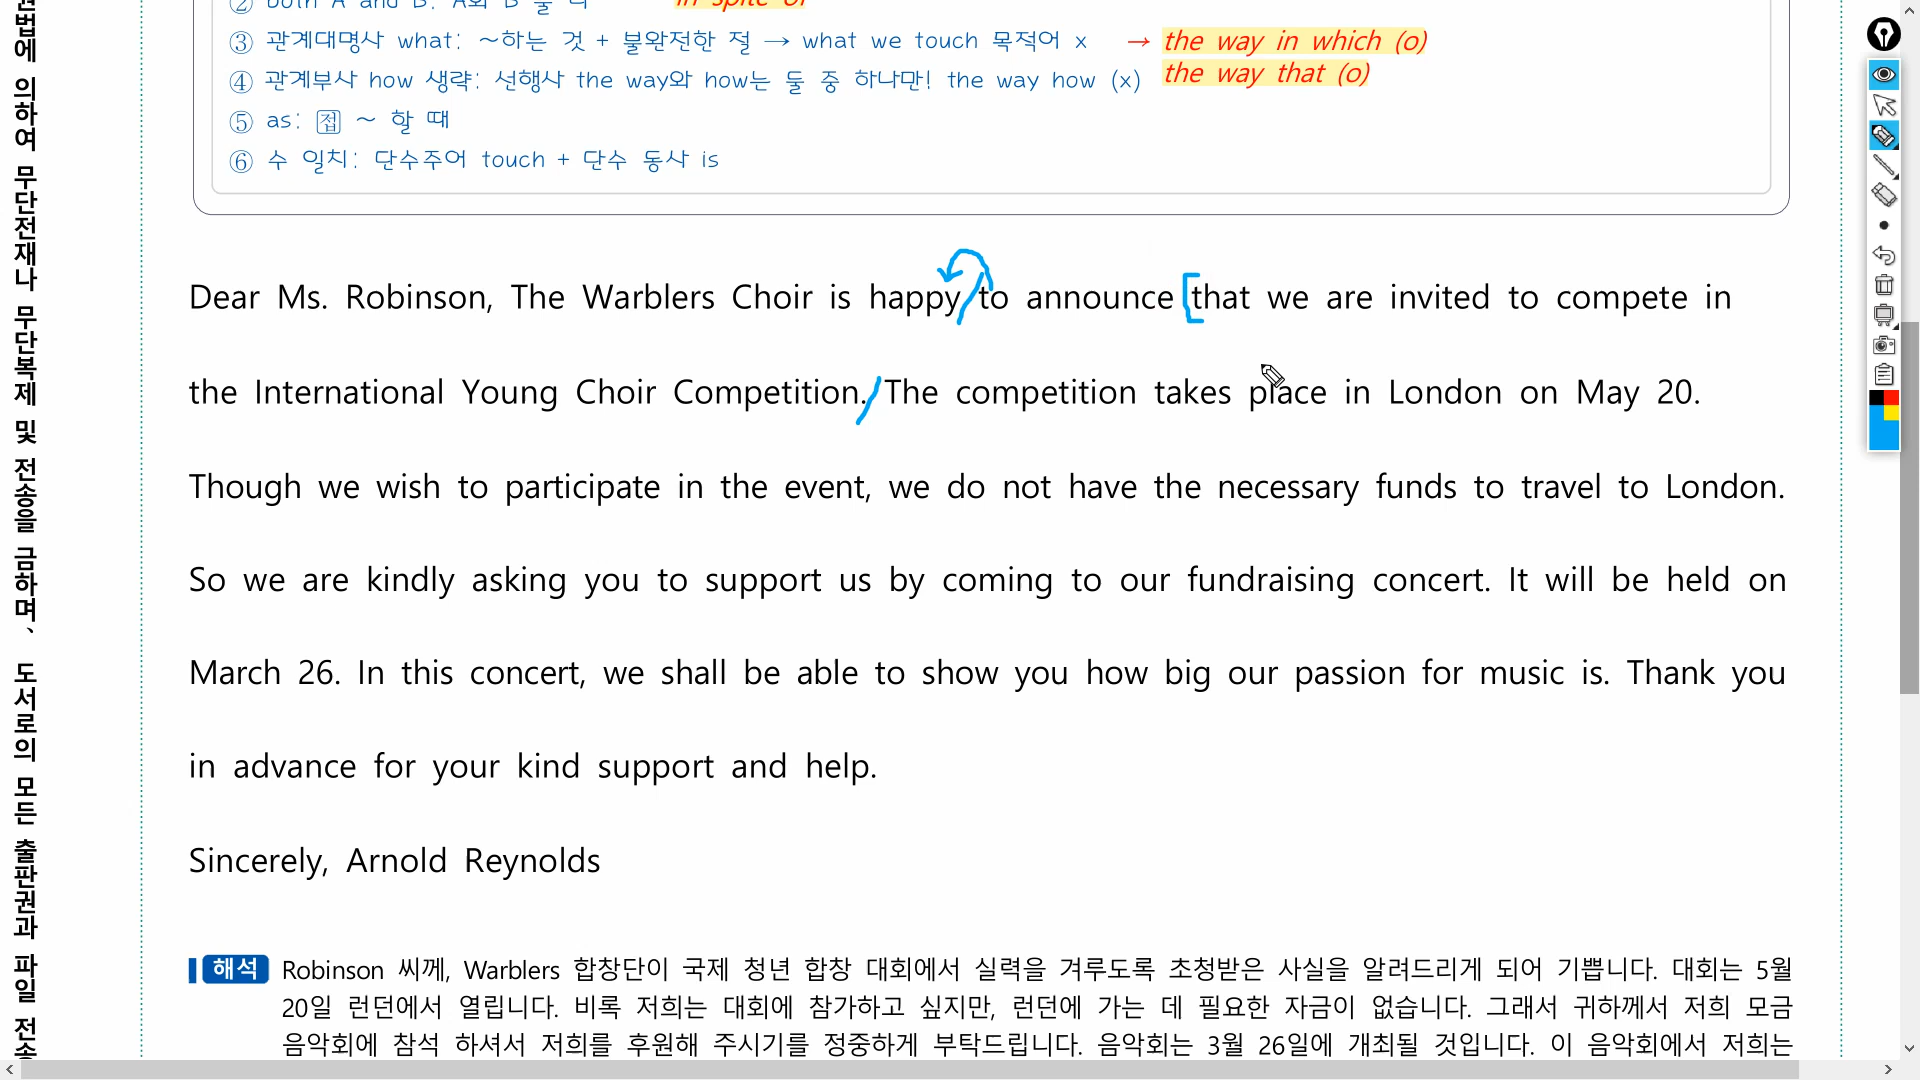 ② both A and B: A와 B 둘 다 in spite of
③ 관계대명사 what: ~하는 것 + 불완전한 절 → what we touch 목적어 x → the way in which (o)
④ 관계부사 how 생략: 선행사 the way와 how는 둘 중 하나만! the way how (x) the way that (o)
⑤ as: 접 ~ 할 때
⑥ 수 일치: 단수주어 touch + 단수 동사 is
Dear Ms. Robinson, The Warblers Choir is happy to announce that we are invited to compete in
the International Young Choir Competition. The competition takes place in London on May 20.
Though we wish to participate in the event, we do not have the necessary funds to travel to London.
So we are kindly asking you to support us by coming to our fundraising concert. It will be held on
March 26. In this concert, we shall be able to show you how big our passion for music is. Thank you
in advance for your kind support and help.
Sincerely, Arnold Reynolds
해석 Robinson 씨께, Warblers 합창단이 국제 청년 합창 대회에서 실력을 겨루도록 초청받은 사실을 알려드리게 되어 기쁩니다. 대회는 5월
20일 런던에서 열립니다. 비록 저희는 대회에 참가하고 싶지만, 런던에 가는 데 필요한 자금이 없습니다. 그래서 귀하께서 저희 모금
음악회에 참석 하셔서 저희를 후원해 주시기를 정중하게 부탁드립니다. 음악회는 3월 26일에 개최될 것입니다. 이 음악회에서 저희는
권법에 의하여 무단전재나 무단복제 및 전송을 금하며, 도서로의 모든 출판권과 파일 전송